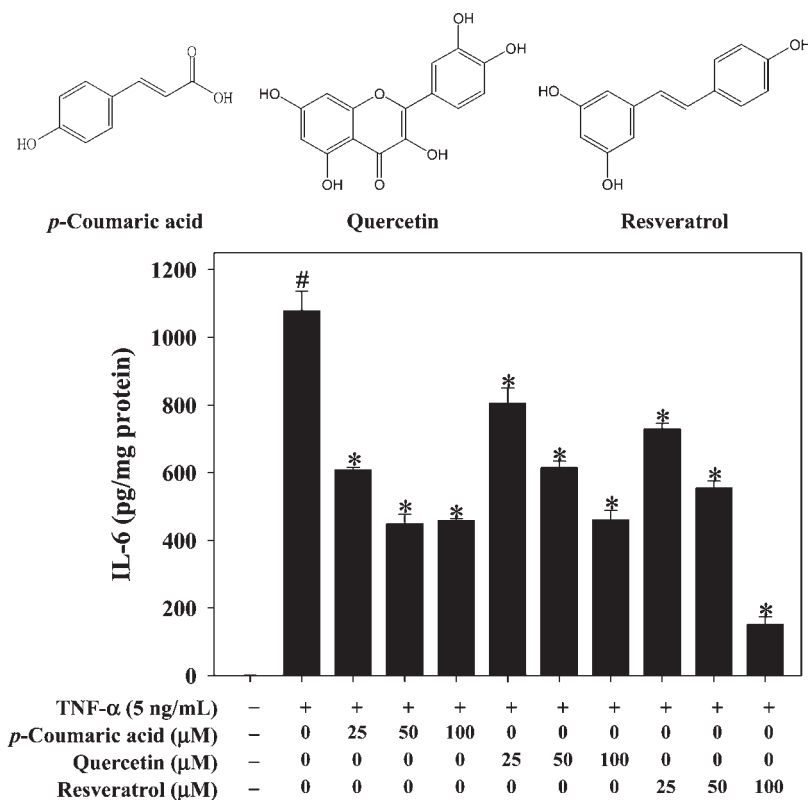 O
OH
HO
OH
OH
HO
O
OH
OH
O
OH
HO
OH
p-Coumaric acid Quercetin Resveratrol
IL-6 (pg/mg protein)
1200
1000
800
600
400
200
0
#
*
*
*
*
*
*
*
*
*
TNF-α (5 ng/mL) – + + + + + + + + + +
p-Coumaric acid (μM) – 0 25 50 100 0 0 0 0 0 0
Quercetin (μM) – 0 0 0 0 25 50 100 0 0 0
Resveratrol (μM) – 0 0 0 0 0 0 0 25 50 100